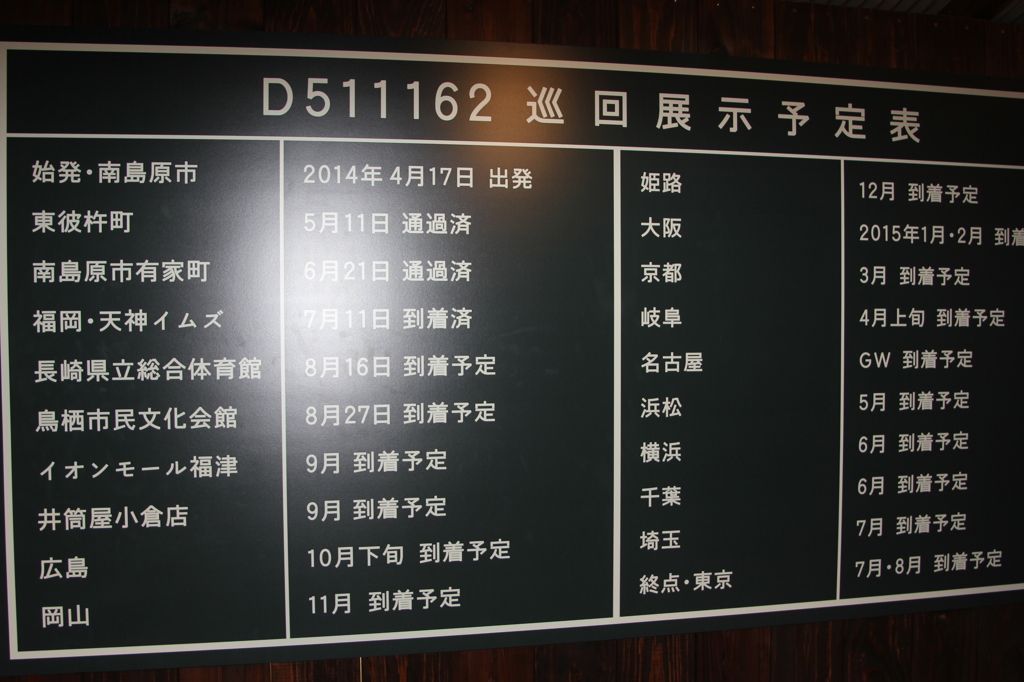 D511162 巡回展示予定表
始発・南島原市 2014年 4月17日 出発
東彼杵町 5月11日 通過済
南島原市有家町 6月21日 通過済
福岡・天神イムズ 7月11日 到着済
長崎県立総合体育館 8月16日 到着予定
鳥栖市民文化会館 8月27日 到着予定
イオンモール福津 9月 到着予定
井筒屋小倉店 9月 到着予定
広島 10月下旬 到着予定
岡山 11月 到着予定
姫路 12月 到着予定
大阪 2015年1月・2月 到着
京都 3月 到着予定
岐阜 4月上旬 到着予定
名古屋 GW 到着予定
浜松 5月 到着予定
横浜 6月 到着予定
千葉 6月 到着予定
埼玉 7月 到着予定
終点・東京 7月・8月 到着予定